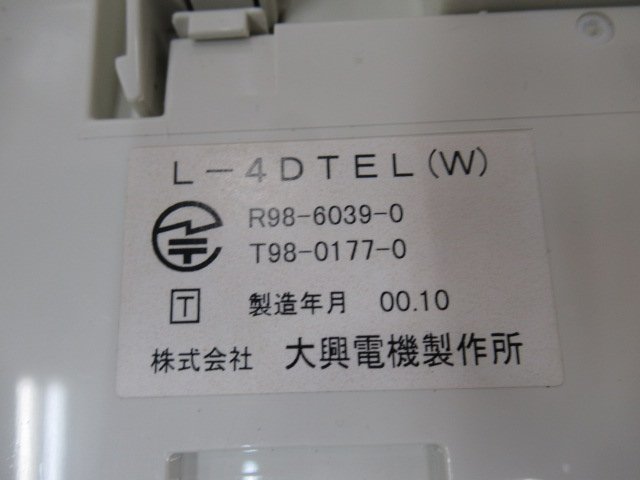 L-4DTEL(W)
R98-6039-0
T98-0177-0
T 製造年月 00.10
株式会社 大興電機製作所